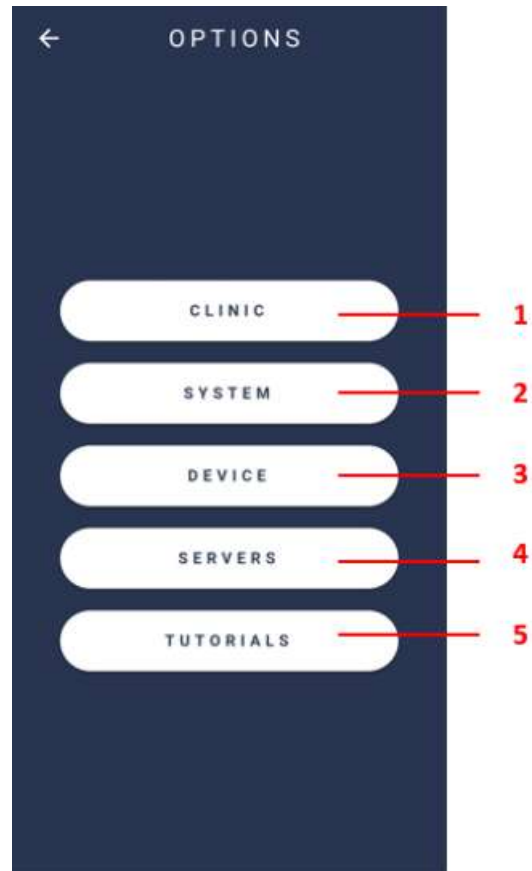 OPTIONS
CLINIC 1
SYSTEM 2
DEVICE 3
SERVERS 4
TUTORIALS 5